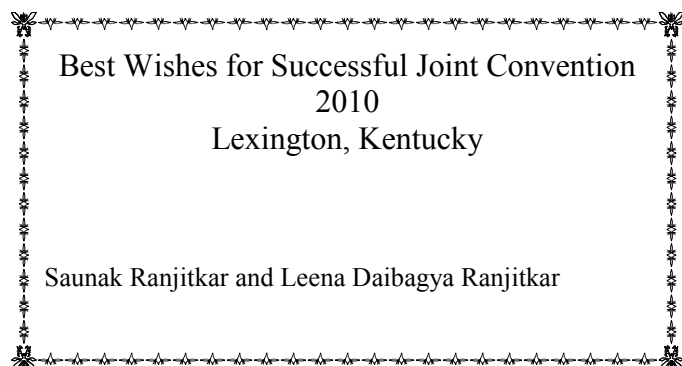 Best Wishes for Successful Joint Convention
2010
Lexington, Kentucky
Saunak Ranjitkar and Leena Daibagya Ranjitkar